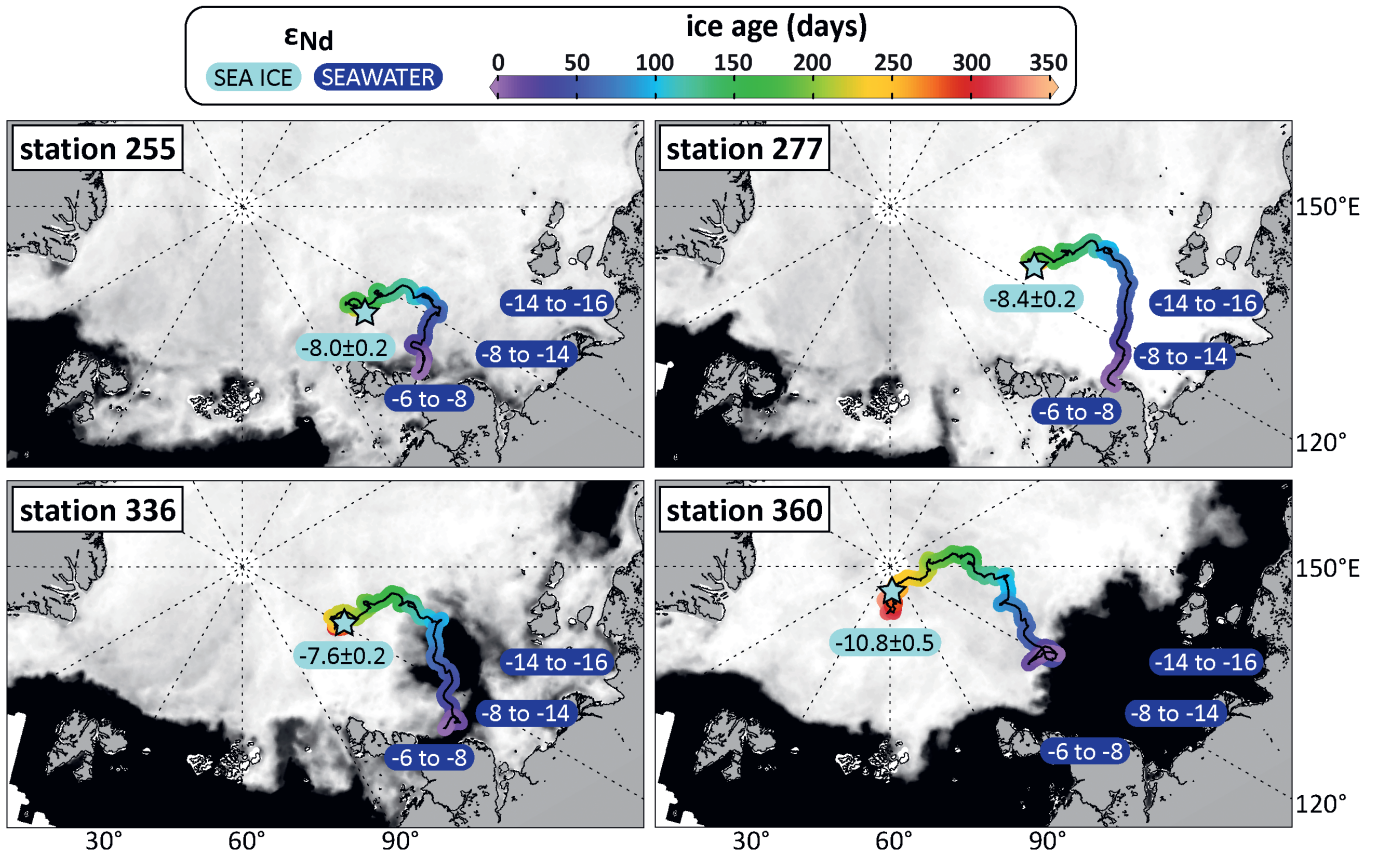 εNd
ice age (days)
SEA ICE SEAWATER
0 50 100 150 200 250 300 350
station 255
station 277
150°E
-14 to -16
-14 to -16
-8.4±0.2
-8.0±0.2
-8 to -14
-8 to -14
-6 to -8
-6 to -8
120°
station 336
station 360
150°E
-7.6±0.2
-10.8±0.5
-14 to -16
-14 to -16
-8 to -14
-8 to -14
-6 to -8
-6 to -8
120°
30° 60° 90°
30° 60° 90°